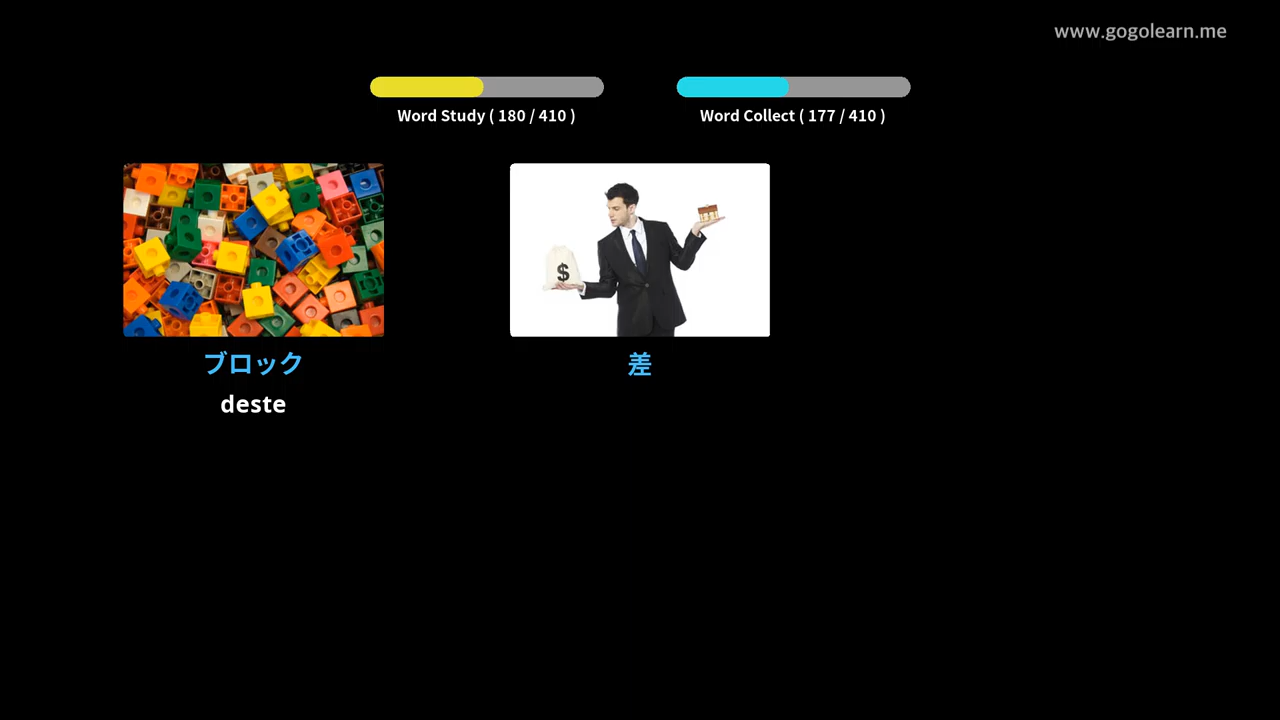 www.gogolearn.me
Word Study ( 180 / 410 )
Word Collect ( 177 / 410 )
$
ブロック
差
deste